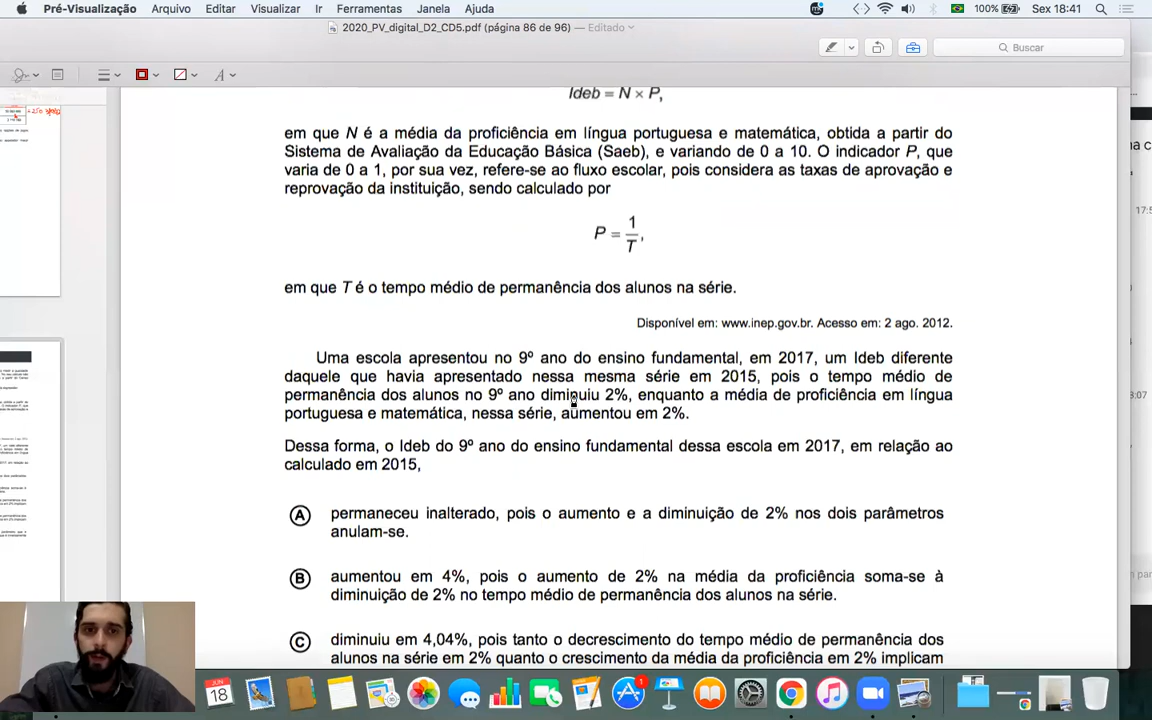 Pré-Visualização Arquivo Editar Visualizar Ir Ferramentas Janela Ajuda 100% Sex 18:41
2020_PV_digital_D2_CD5.pdf (página 86 de 96) — Editado
Buscar
Ideb = N × P,
em que N é a média da proficiência em língua portuguesa e matemática, obtida a partir do
Sistema de Avaliação da Educação Básica (Saeb), e variando de 0 a 10. O indicador P, que
varia de 0 a 1, por sua vez, refere-se ao fluxo escolar, pois considera as taxas de aprovação e
reprovação da instituição, sendo calculado por
P = 1/T,
em que T é o tempo médio de permanência dos alunos na série.
Disponível em: www.inep.gov.br. Acesso em: 2 ago. 2012.
Uma escola apresentou no 9º ano do ensino fundamental, em 2017, um Ideb diferente
daquele que havia apresentado nessa mesma série em 2015, pois o tempo médio de
permanência dos alunos no 9º ano diminuiu 2%, enquanto a média de proficiência em língua
portuguesa e matemática, nessa série, aumentou em 2%.
Dessa forma, o Ideb do 9º ano do ensino fundamental dessa escola em 2017, em relação ao
calculado em 2015,
A permaneceu inalterado, pois o aumento e a diminuição de 2% nos dois parâmetros
anulam-se.
B aumentou em 4%, pois o aumento de 2% na média da proficiência soma-se à
diminuição de 2% no tempo médio de permanência dos alunos na série.
C diminuiu em 4,04%, pois tanto o decrescimento do tempo médio de permanência dos
alunos na série em 2% quanto o crescimento da média da proficiência em 2% implicam
JUN
18
1